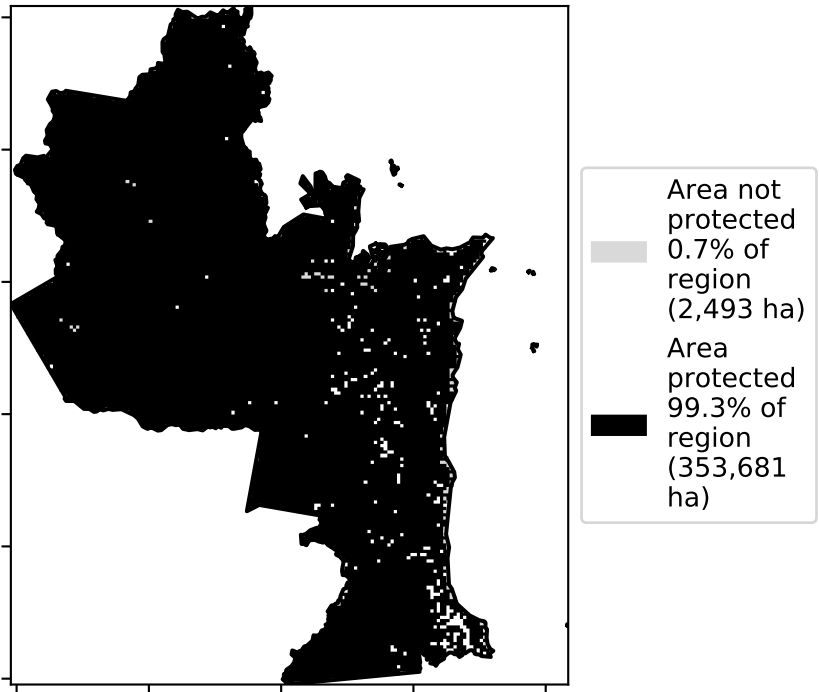 Area not
protected
0.7% of
region
(2,493 ha)
Area
protected
99.3% of
region
(353,681
ha)